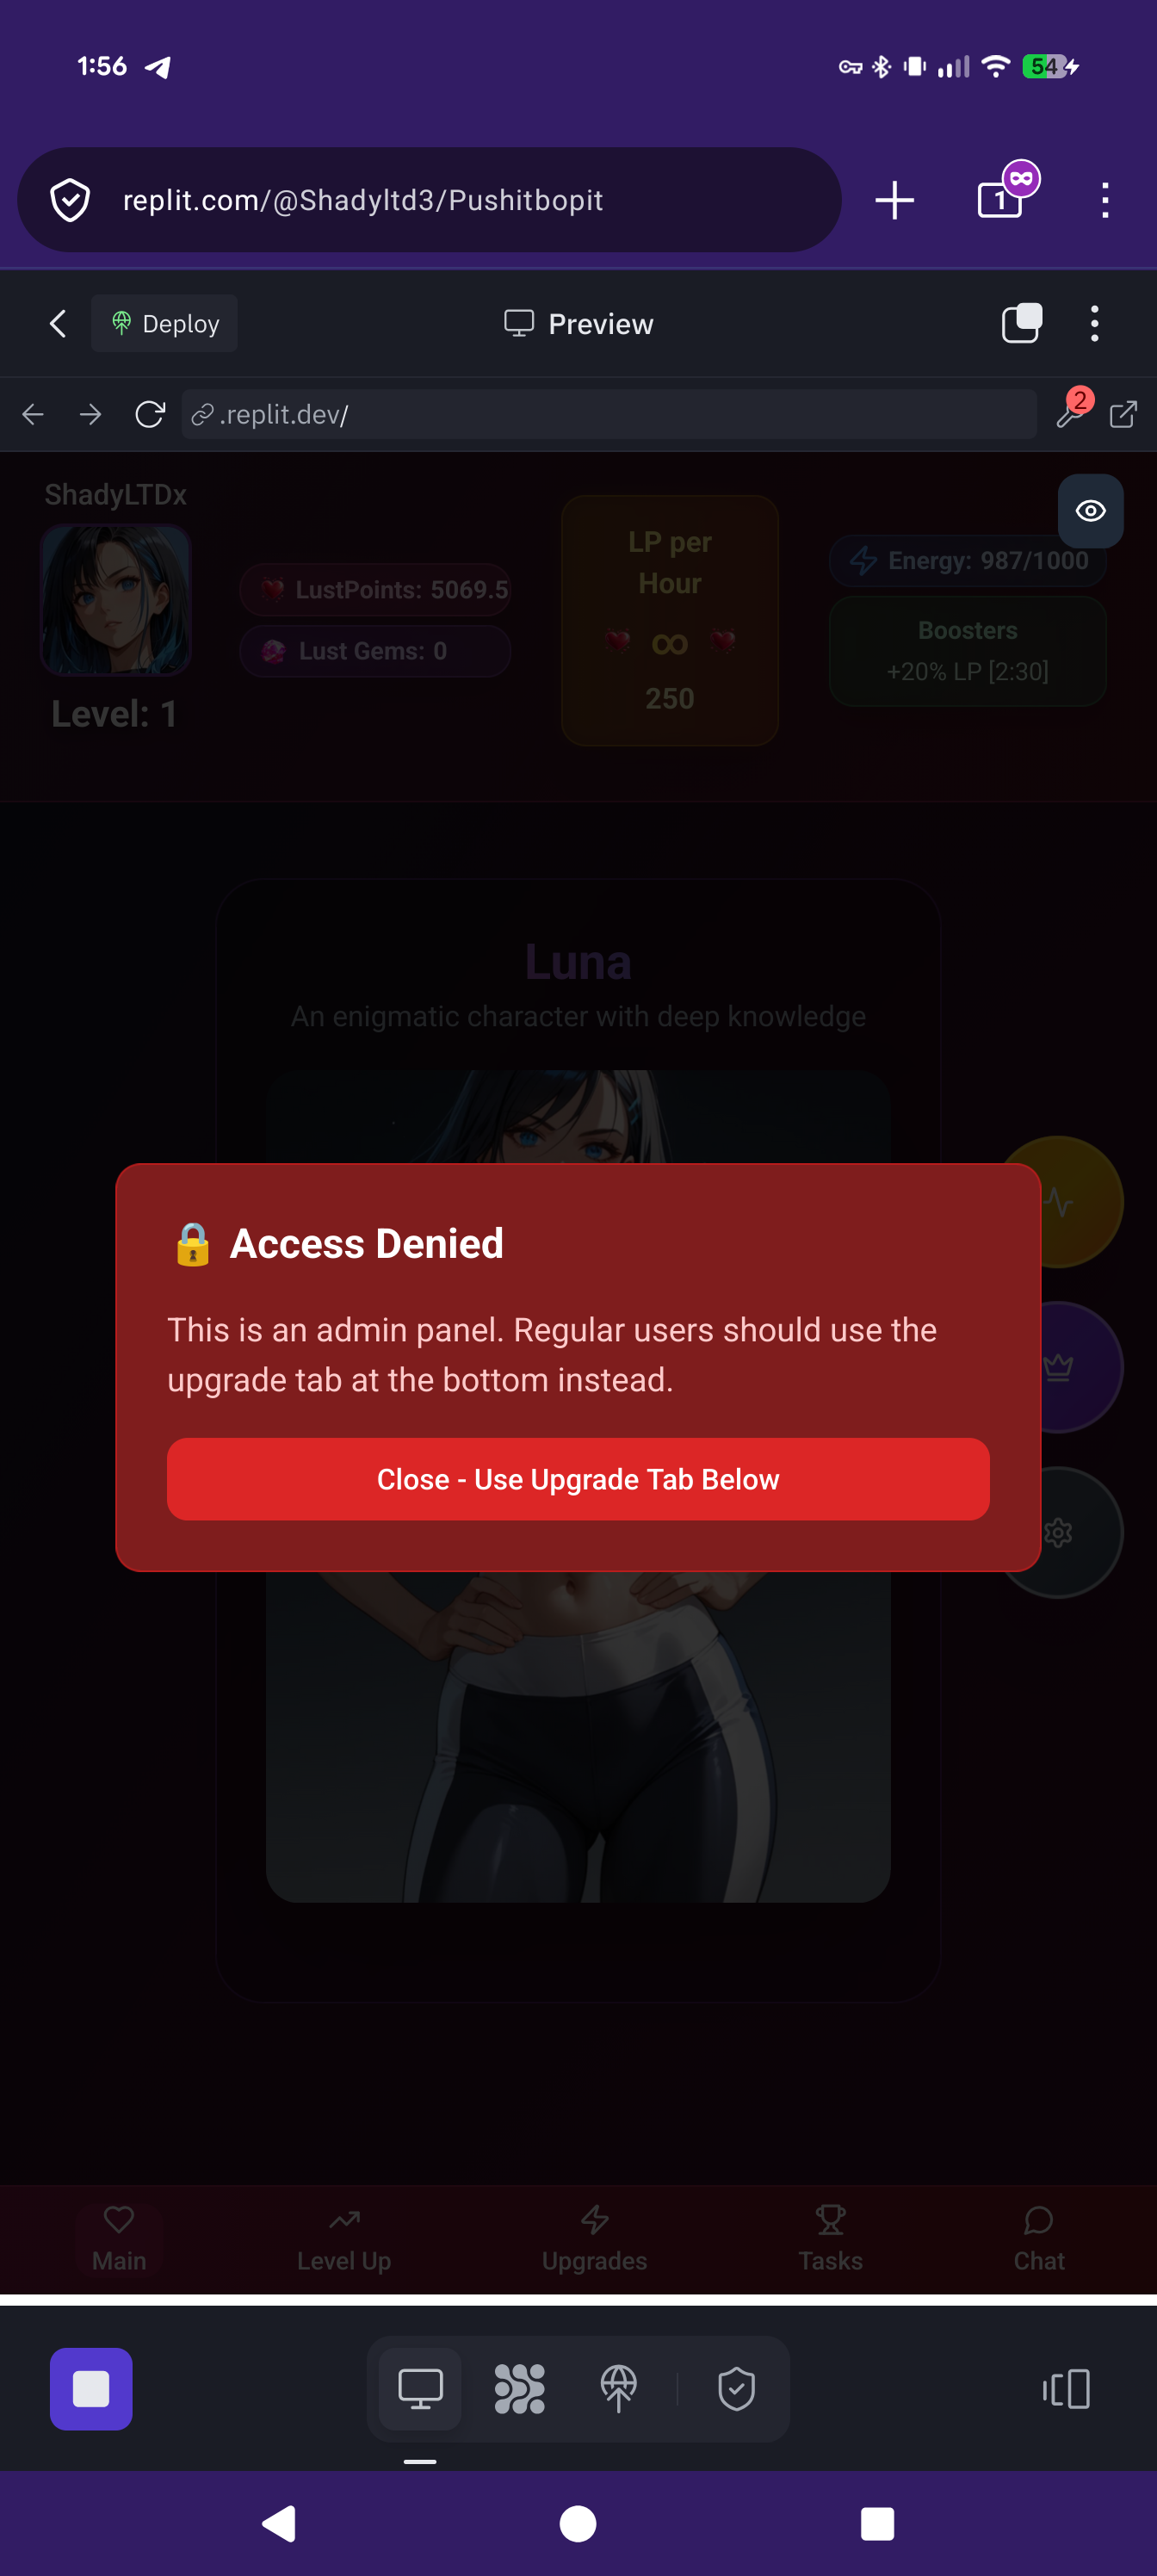 1:56
54
replit.com/@Shadyltd3/Pushitbopit
1
Deploy
Preview
.replit.dev/
2
ShadyLTDx
Level: 1
LustPoints: 5069.5
Lust Gems: 0
LP per
Hour
∞
250
Energy: 987/1000
Boosters
+20% LP [2:30]
Luna
An enigmatic character with deep knowledge
🔒 Access Denied
This is an admin panel. Regular users should use the
upgrade tab at the bottom instead.
Close - Use Upgrade Tab Below
Main
Level Up
Upgrades
Tasks
Chat